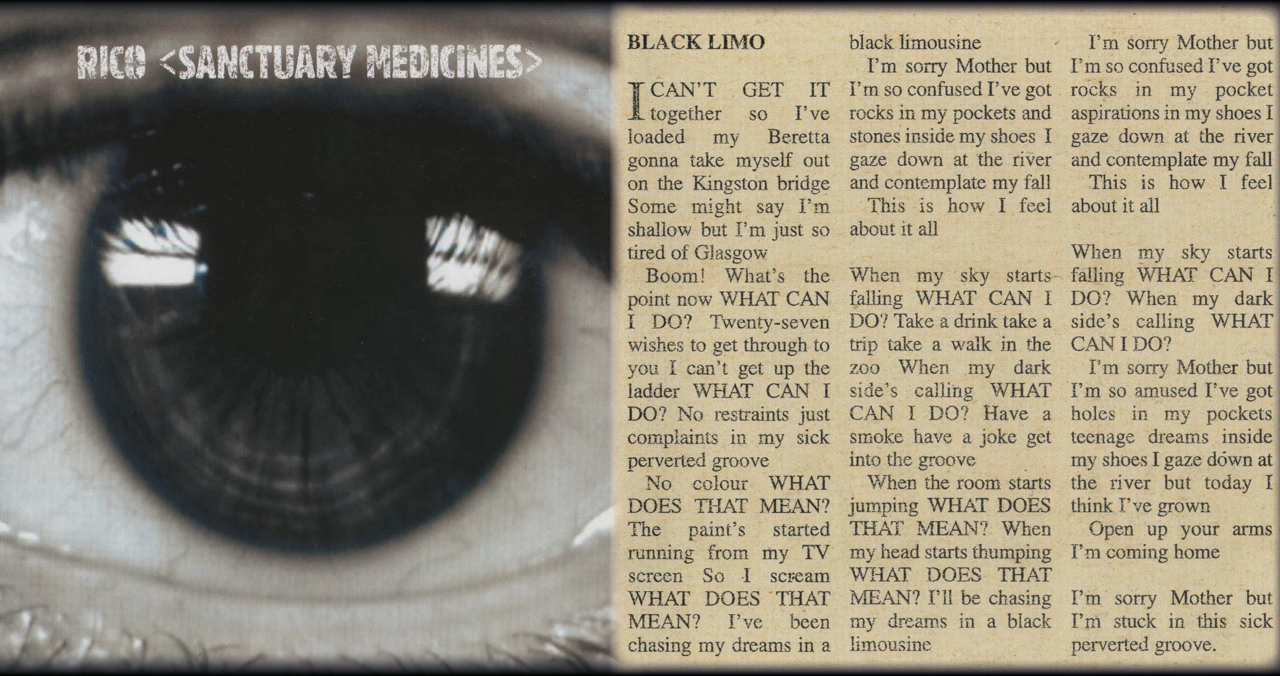 RICO <SANCTUARY MEDICINES>
BLACK LIMO
I CAN'T GET IT
together so I've
loaded my Beretta
gonna take myself out
on the Kingston bridge
Some might say I'm
shallow but I'm just so
tired of Glasgow
Boom! What's the
point now WHAT CAN
I DO? Twenty-seven
wishes to get through to
you I can't get up the
ladder WHAT CAN I
DO? No restraints just
complaints in my sick
perverted groove
No colour WHAT
DOES THAT MEAN?
The paint's started
running from my TV
screen So I scream
WHAT DOES THAT
MEAN? I've been
chasing my dreams in a
black limousine
I'm sorry Mother but
I'm so confused I've got
rocks in my pockets and
stones inside my shoes I
gaze down at the river
and contemplate my fall
This is how I feel
about it all
When my sky starts
falling WHAT CAN I
DO? Take a drink take a
trip take a walk in the
zoo When my dark
side's calling WHAT
CAN I DO? Have a
smoke have a joke get
into the groove
When the room starts
jumping WHAT DOES
THAT MEAN? When
my head starts thumping
WHAT DOES THAT
MEAN? I'll be chasing
my dreams in a black
limousine
I'm sorry Mother but
I'm so confused I've got
rocks in my pocket
aspirations in my shoes I
gaze down at the river
and contemplate my fall
This is how I feel
about it all
When my sky starts
falling WHAT CAN I
DO? When my dark
side's calling WHAT
CAN I DO?
I'm sorry Mother but
I'm so amused I've got
holes in my pockets
teenage dreams inside
my shoes I gaze down at
the river but today I
think I've grown
Open up your arms
I'm coming home
I'm sorry Mother but
I'm stuck in this sick
perverted groove.